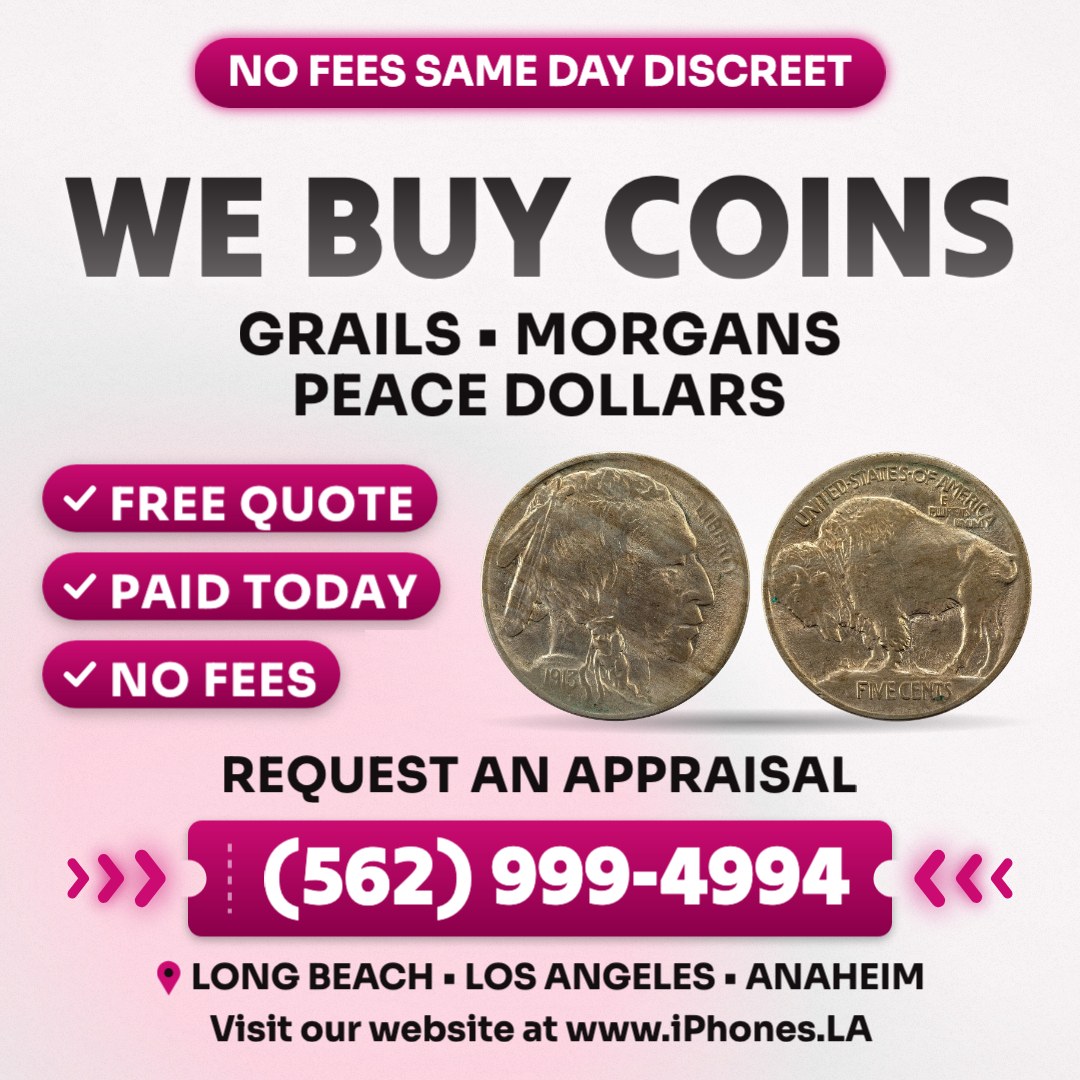 NO FEES SAME DAY DISCREET
WE BUY COINS
GRAILS ▪ MORGANS
PEACE DOLLARS
✓ FREE QUOTE
✓ PAID TODAY
✓ NO FEES
LIBERTY
1913
UNITED·STATES·OF·AMERICA
E
PLURIBUS
UNUM
FIVE CENTS
REQUEST AN APPRAISAL
(562) 999-4994
LONG BEACH ▪ LOS ANGELES ▪ ANAHEIM
Visit our website at www.iPhones.LA